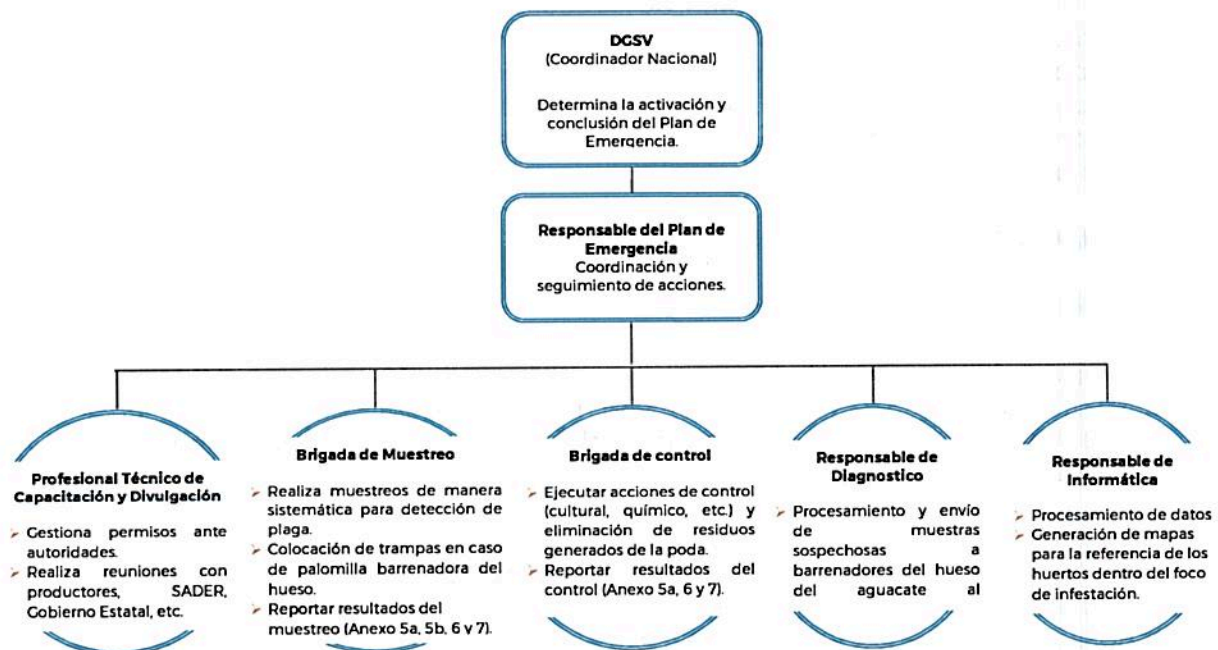 DGSV
(Coordinador Nacional)
Determina la activación y
conclusión del Plan de
Emergencia.
Responsable del Plan de
Emergencia
Coordinación y
seguimiento de acciones.
Profesional Técnico de
Capacitación y Divulgación
Gestiona permisos ante
autoridades.
Realiza reuniones con
productores, SADER,
Gobierno Estatal, etc.
Brigada de Muestreo
Realiza muestreos de manera
sistemática para detección de
plaga.
Colocación de trampas en caso
de palomilla barrenadora del
hueso.
Reportar resultados del
muestreo (Anexo 5a, 5b, 6 y 7).
Brigada de control
Ejecutar acciones de control
(cultural, químico, etc.) y
eliminación de residuos
generados de la poda.
Reportar resultados del
control (Anexo 5a, 6 y 7).
Responsable de
Diagnostico
Procesamiento y envío
de muestras
sospechosas a
barrenadores del hueso
del aguacate al
Responsable de
Informática
Procesamiento de datos
Generación de mapas
para la referencia de los
huertos dentro del foco
de infestación.